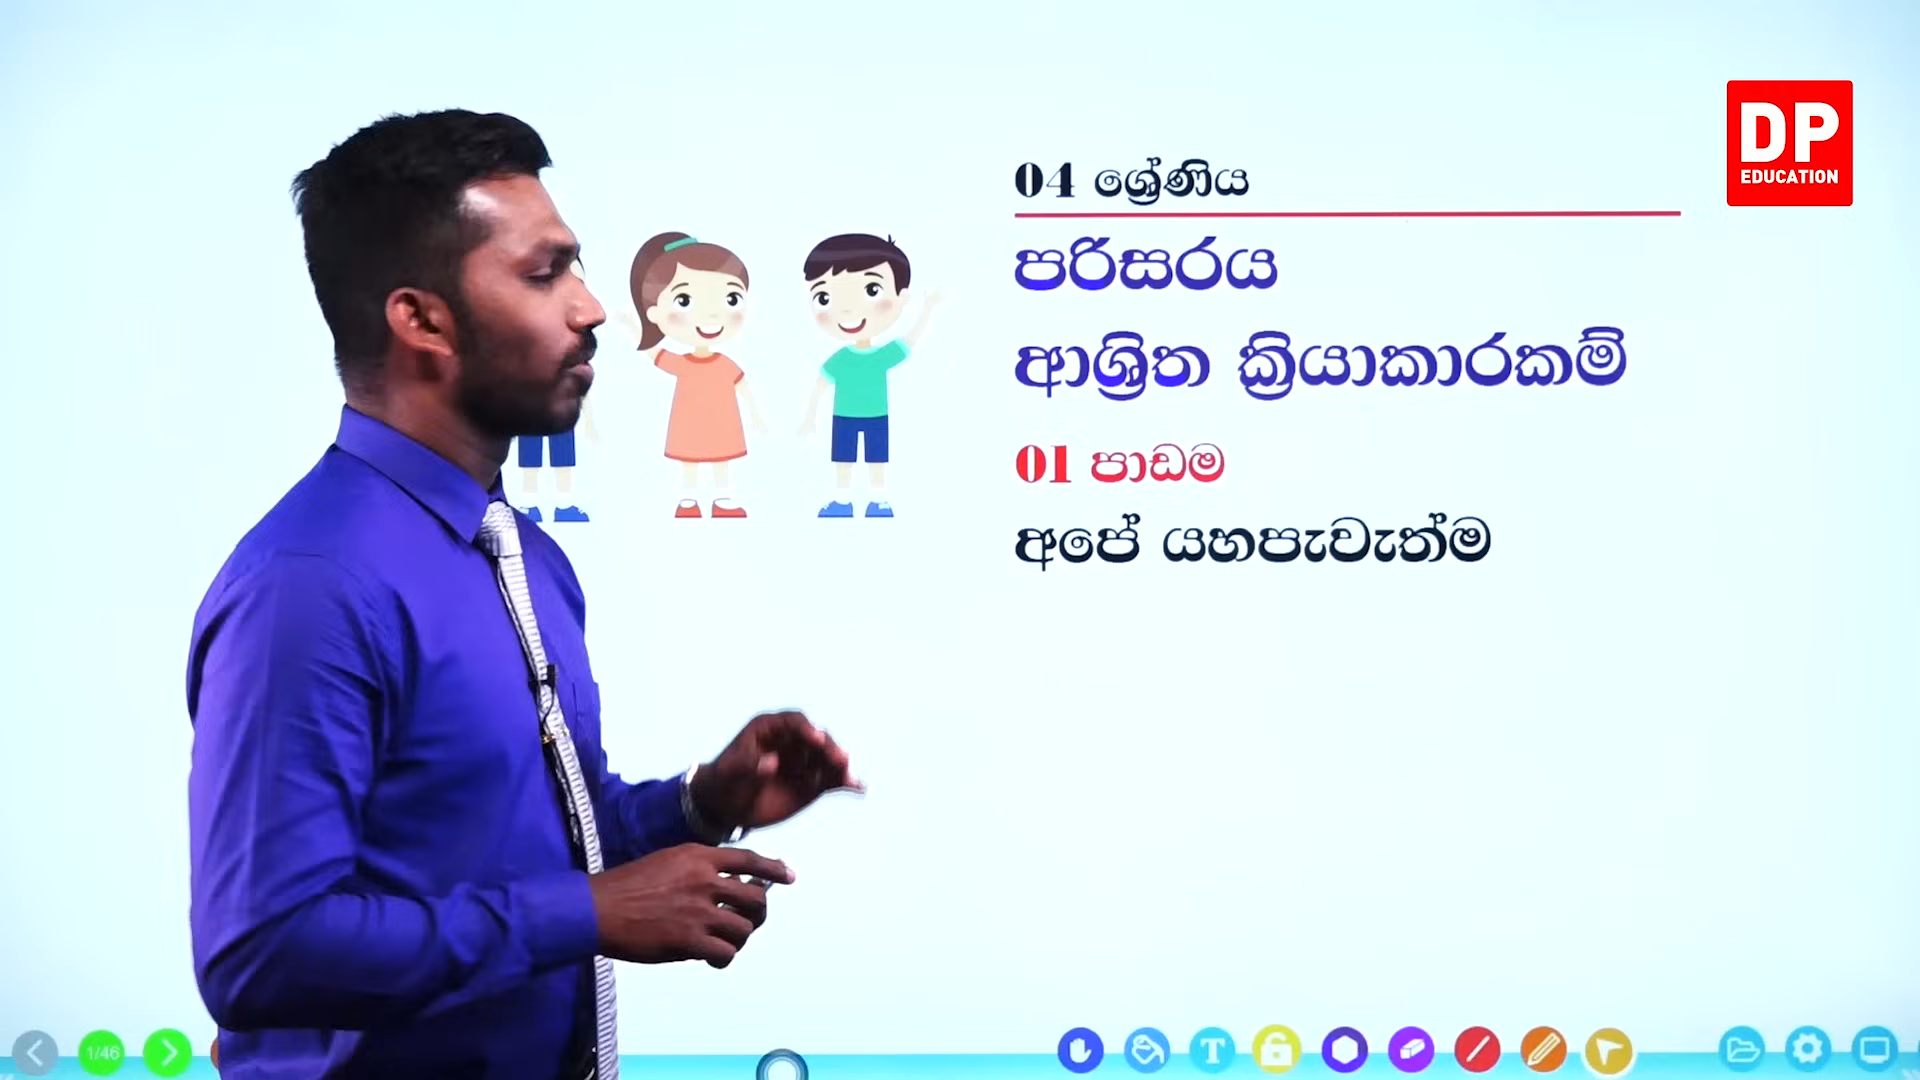 DP
EDUCATION
04 ශ්‍රේණිය
පරිසරය
ආශ්‍රිත ක්‍රියාකාරකම්
01 පාඩම
අපේ යහපැවැත්ම
1/46
T